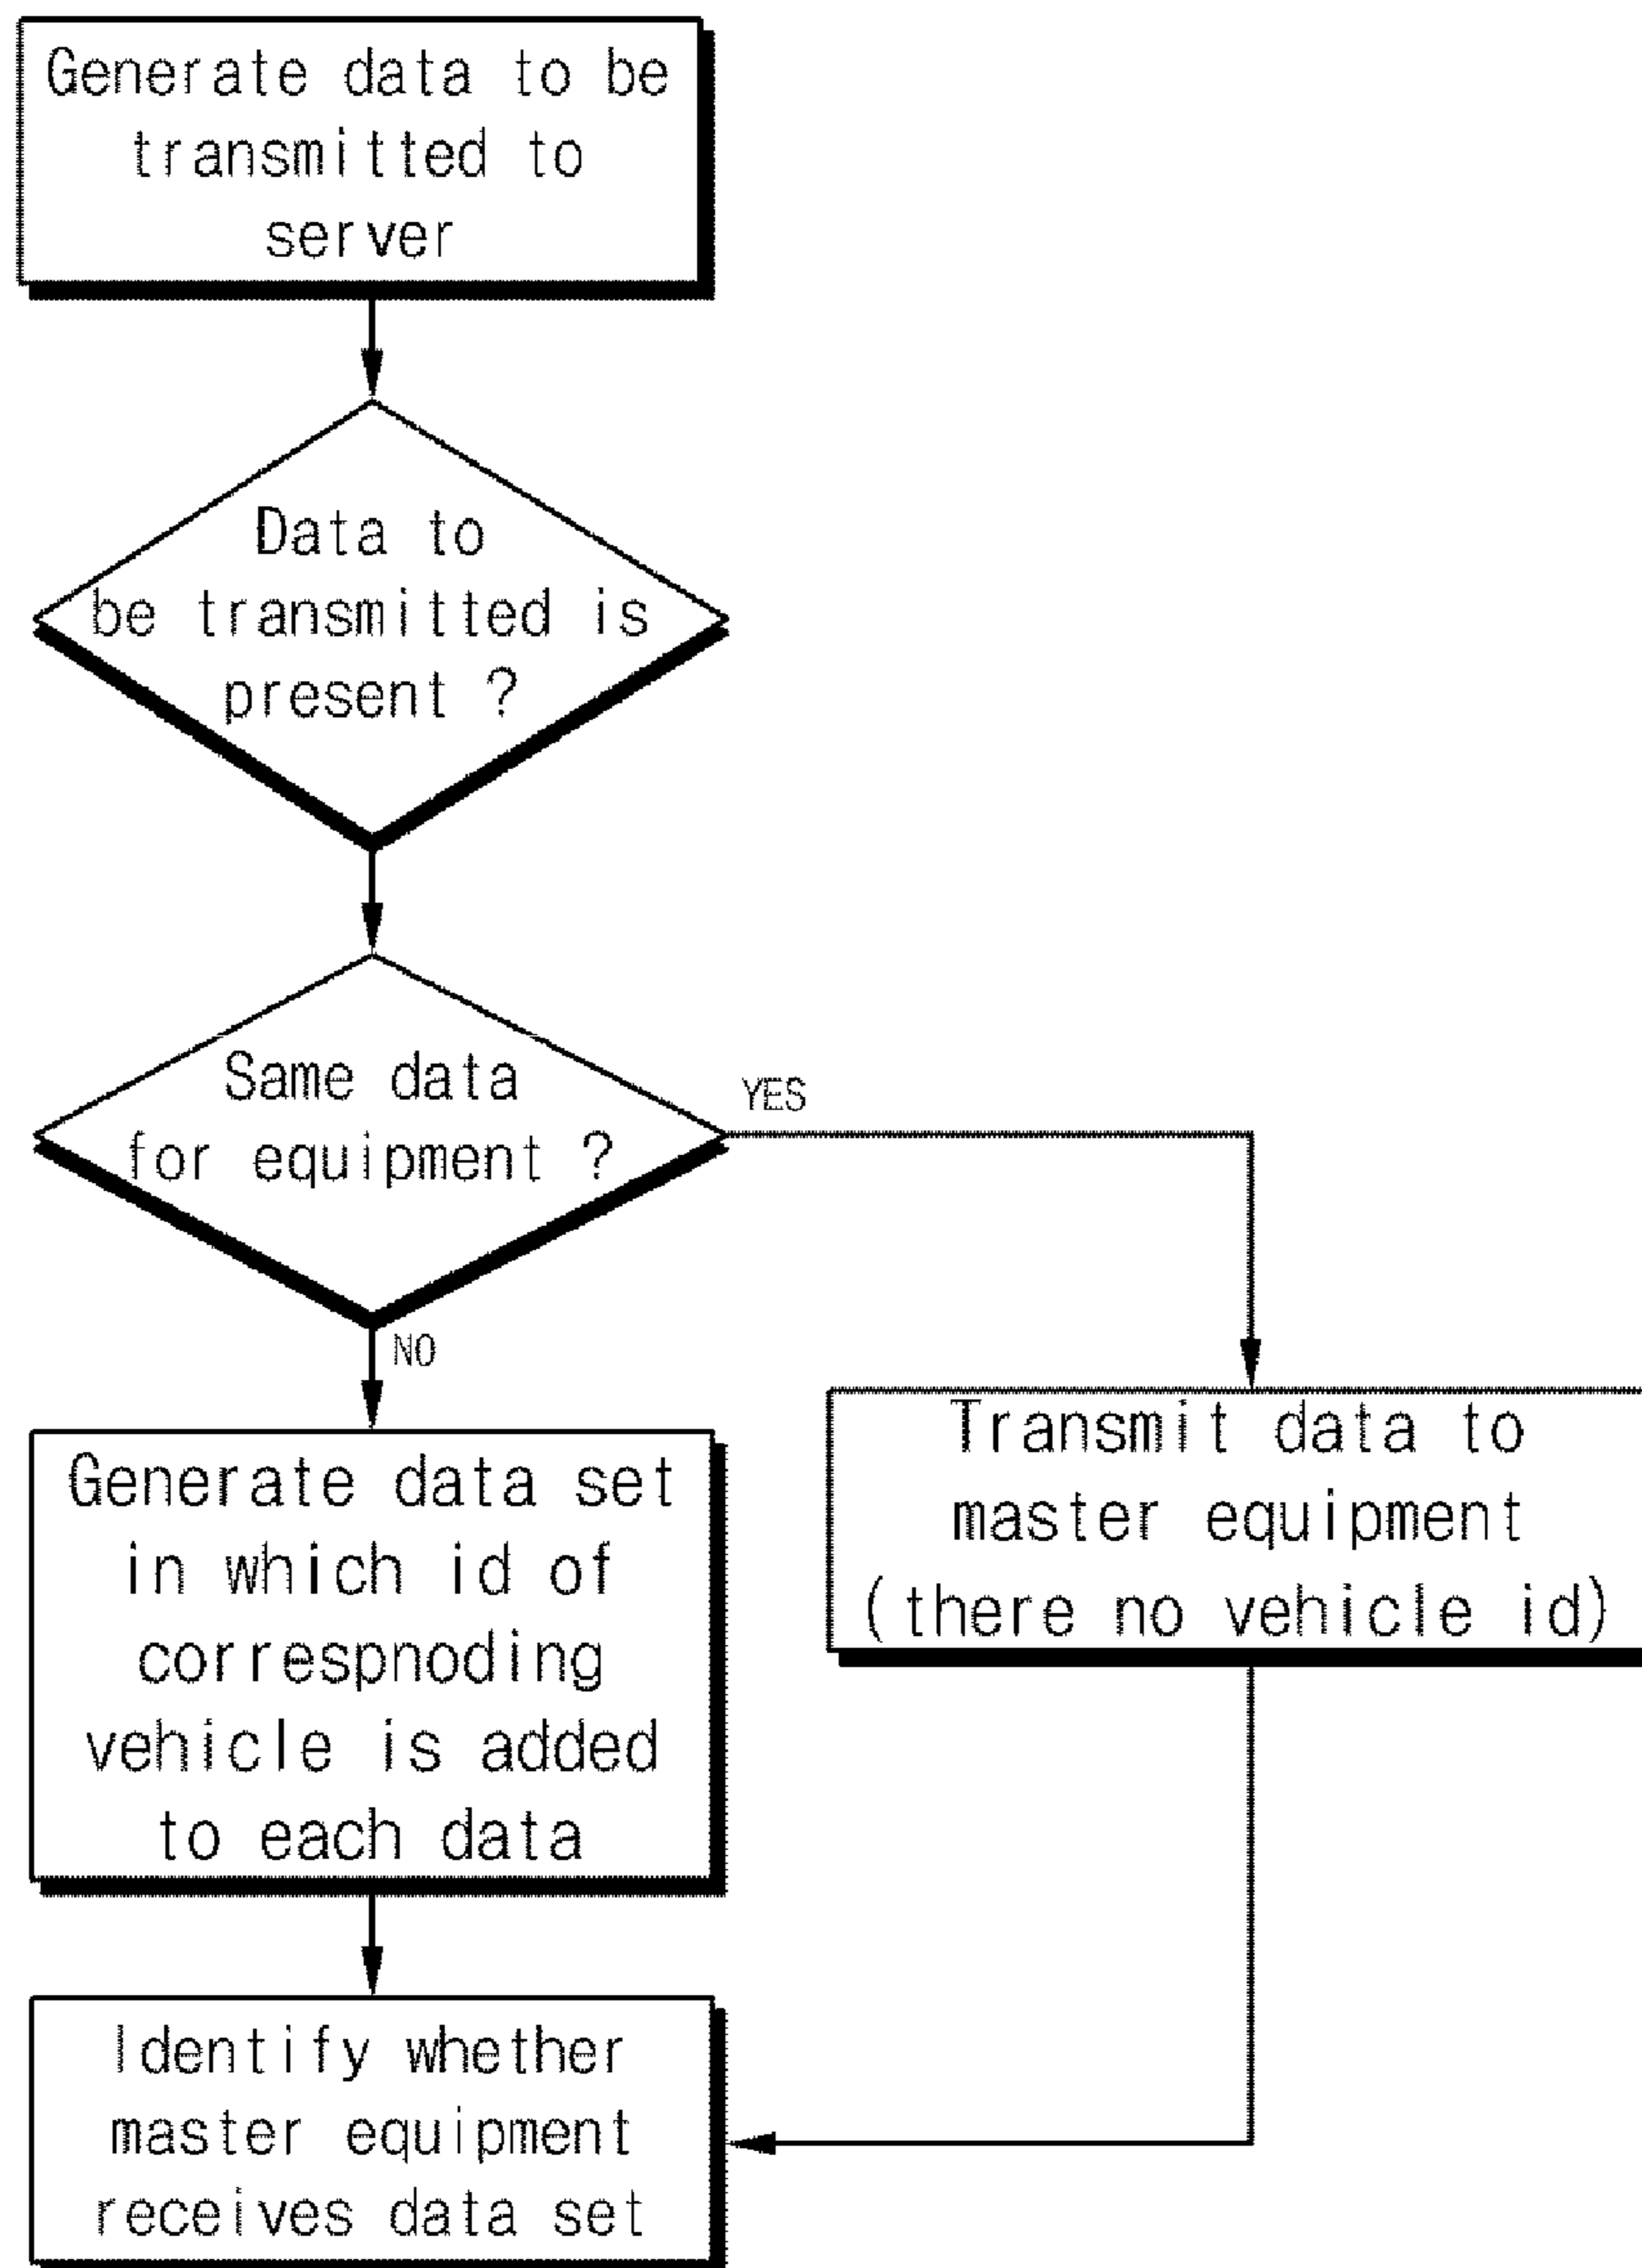 Generate data to be
transmitted to
server
Data to
be transmitted is
present ?
Same data
for equipment ?
YES
NO
Generate data set
in which id of
correspnoding
vehicle is added
to each data
Transmit data to
master equipment
(there no vehicle id)
Identify whether
master equipment
receives data set